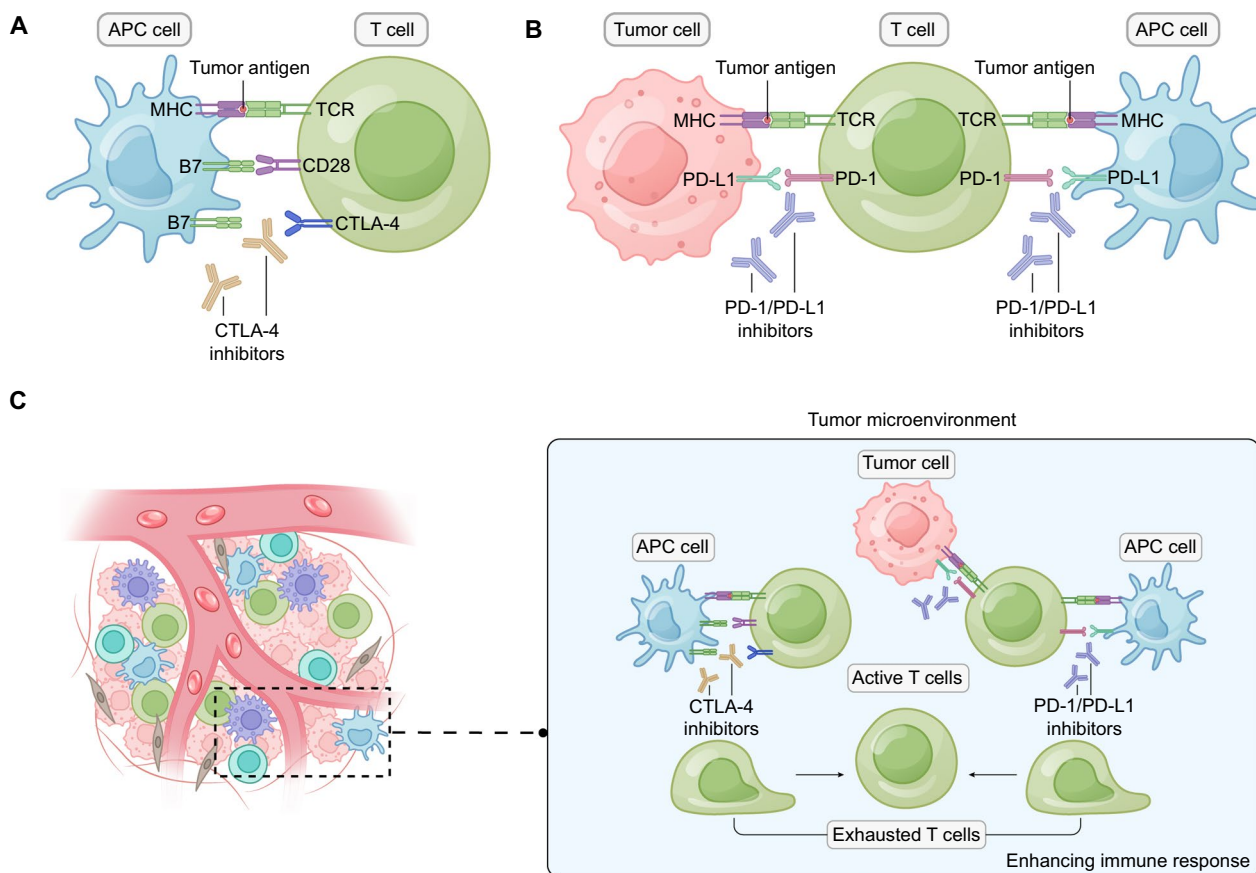 A
APC cell
T cell
Tumor antigen
MHC
TCR
B7
CD28
B7
CTLA-4
CTLA-4
inhibitors
B
Tumor cell
T cell
APC cell
Tumor antigen
Tumor antigen
MHC
TCR
TCR
MHC
PD-L1
PD-1
PD-1
PD-L1
PD-1/PD-L1
inhibitors
PD-1/PD-L1
inhibitors
C
Tumor microenvironment
Tumor cell
APC cell
APC cell
Active T cells
CTLA-4
inhibitors
PD-1/PD-L1
inhibitors
Exhausted T cells
Enhancing immune response